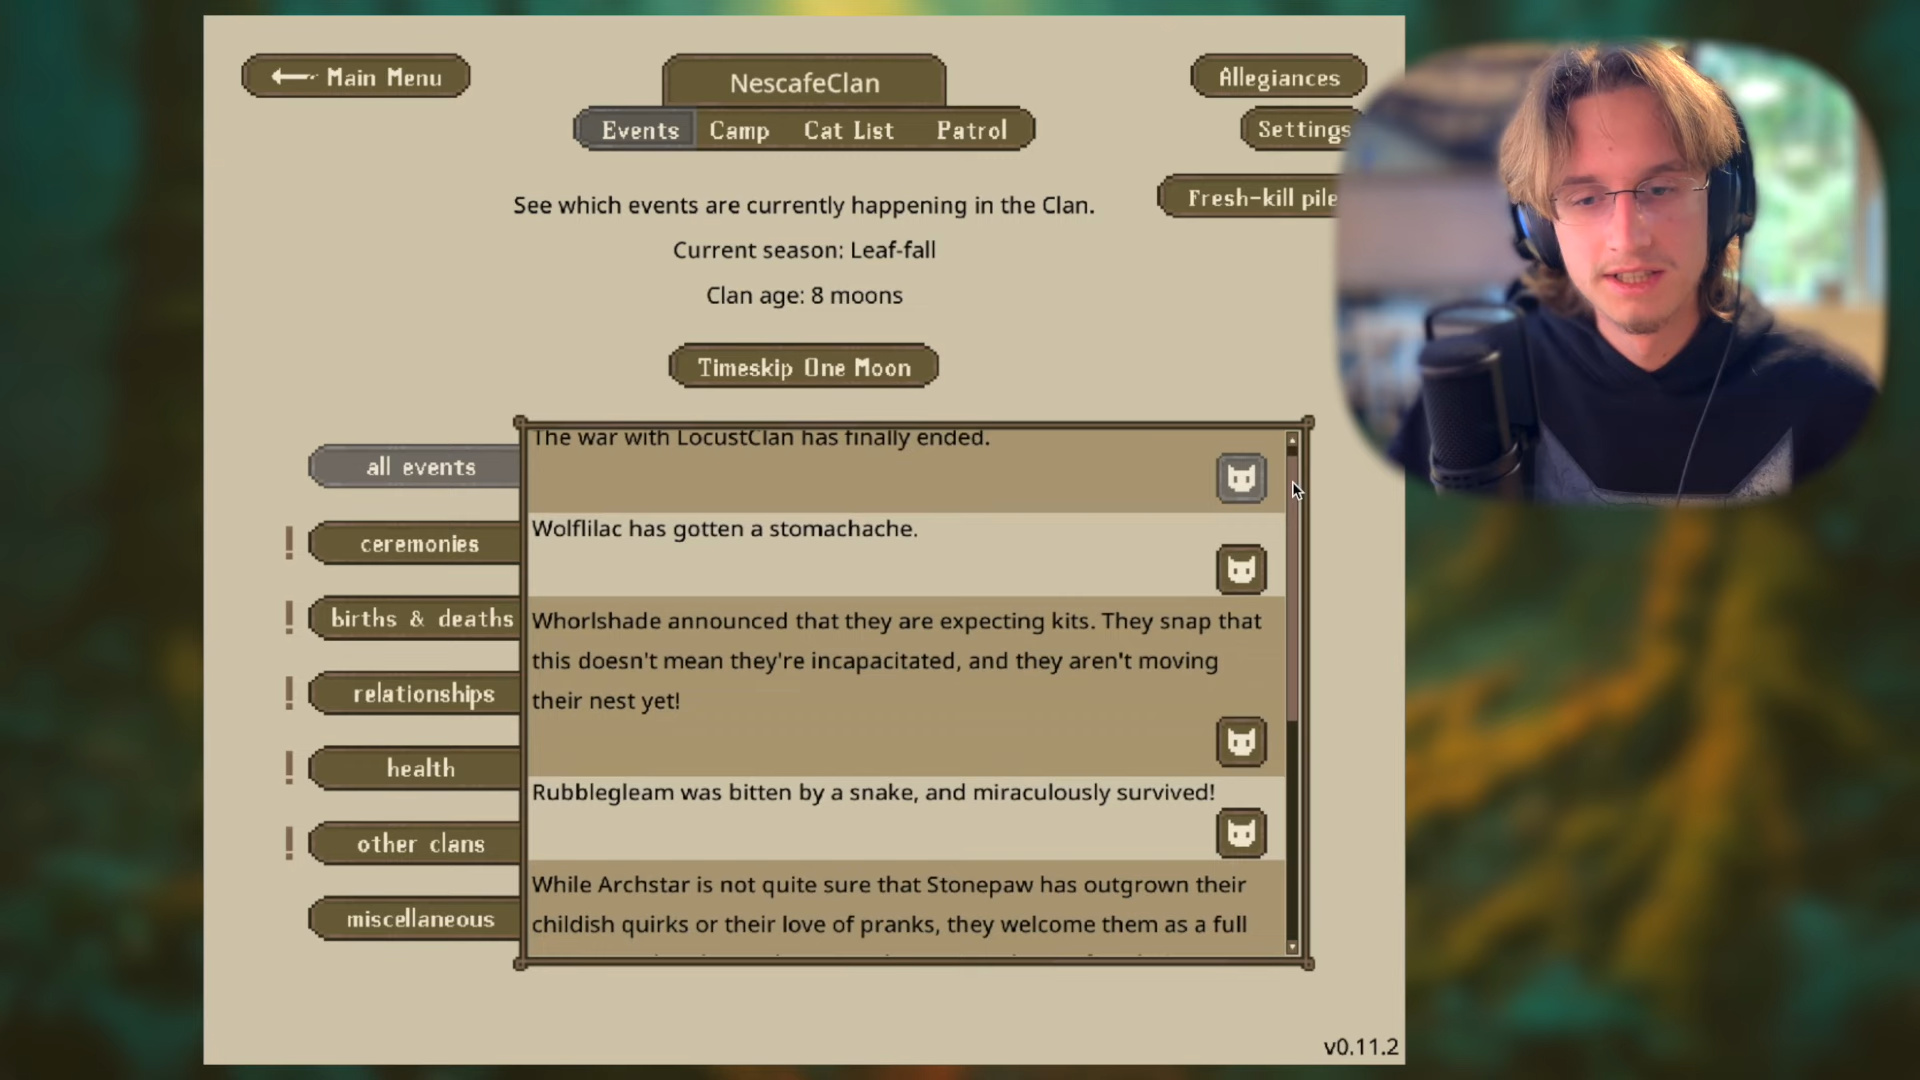 Main Menu
NescafeClan
Allegiances
Events Camp Cat List Patrol
Settings
Fresh-kill pile
See which events are currently happening in the Clan.
Current season: Leaf-fall
Clan age: 8 moons
Timeskip One Moon
all events
! ceremonies
! births & deaths
! relationships
! health
! other clans
miscellaneous
The war with LocustClan has finally ended.
Wolflilac has gotten a stomachache.
Whorlshade announced that they are expecting kits. They snap that
this doesn't mean they're incapacitated, and they aren't moving
their nest yet!
Rubblegleam was bitten by a snake, and miraculously survived!
While Archstar is not quite sure that Stonepaw has outgrown their
childish quirks or their love of pranks, they welcome them as a full
v0.11.2